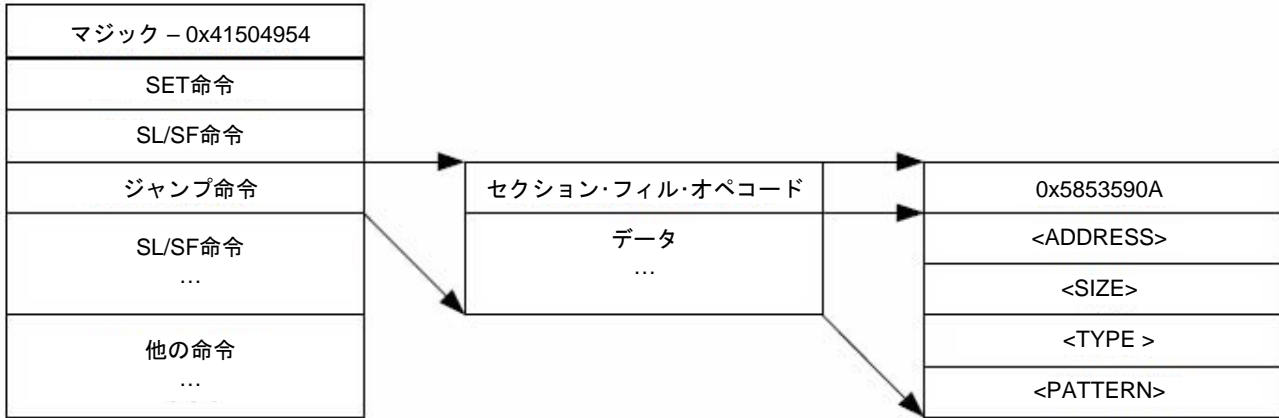 マジック – 0x41504954
SET命令
SL/SF命令
ジャンプ命令
SL/SF命令
…
他の命令
…
セクション･フィル･オペコード
データ
…
0x5853590A
<ADDRESS>
<SIZE>
<TYPE >
<PATTERN>